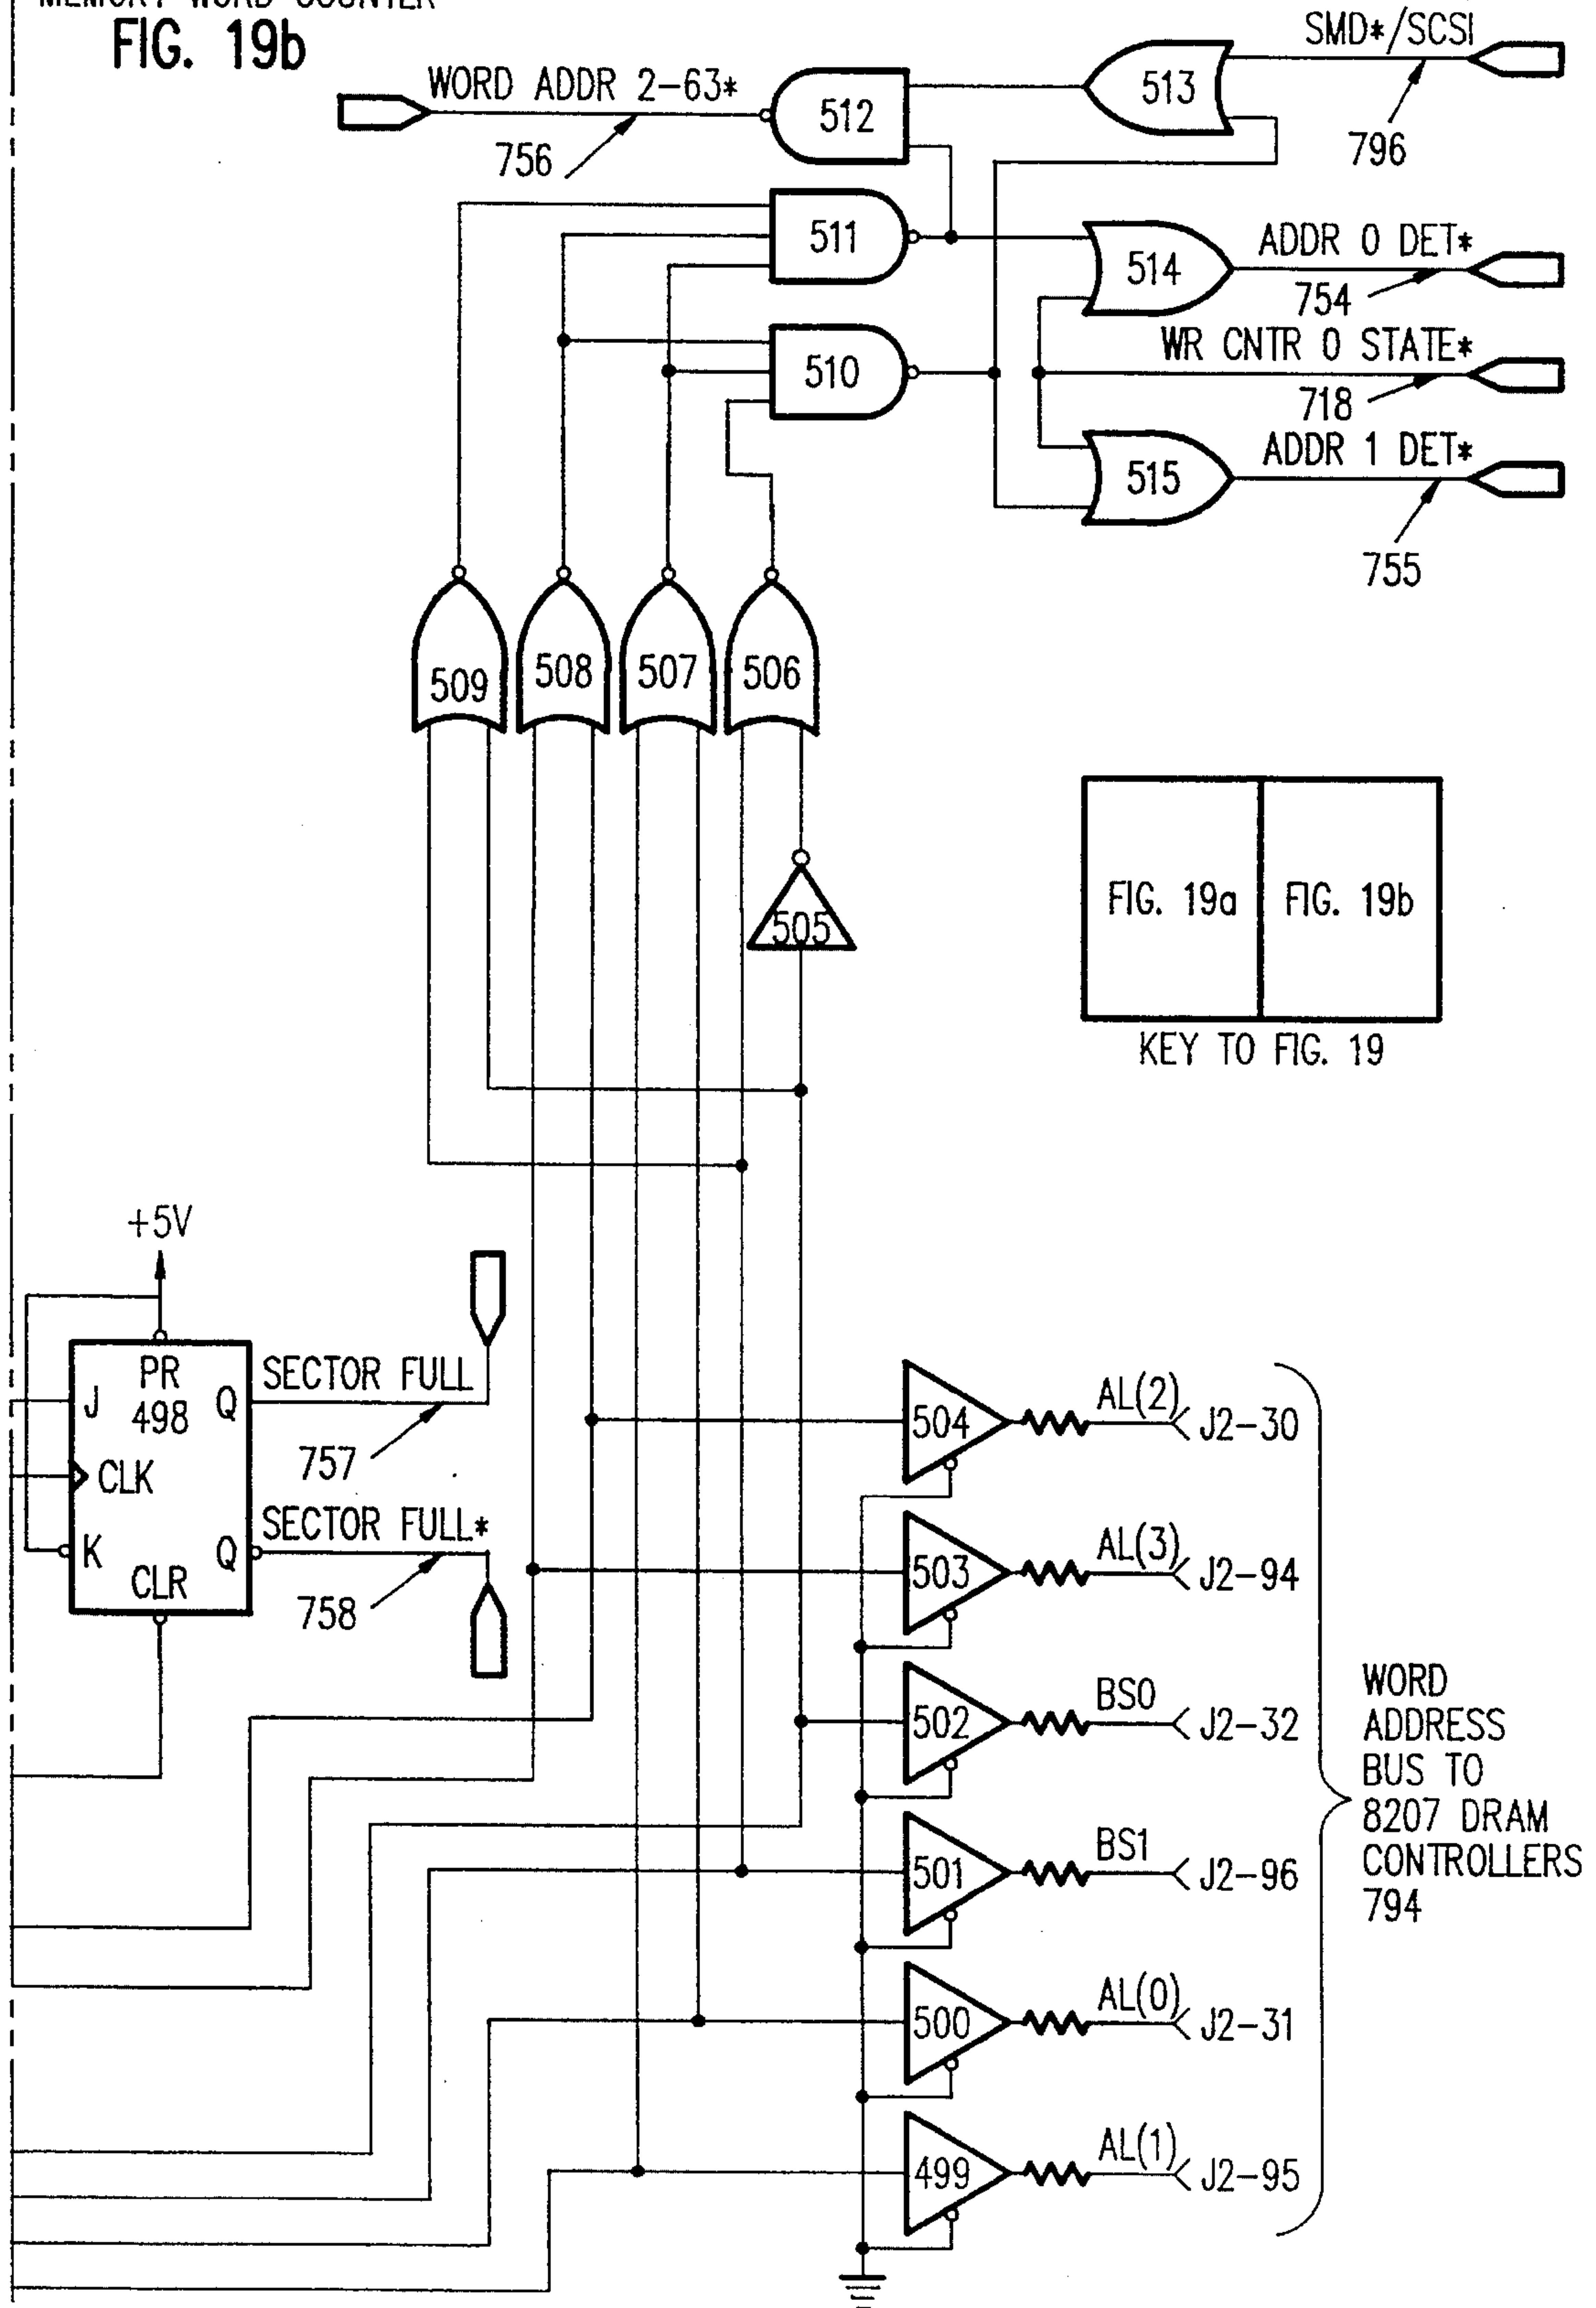 MEMORY WORD COUNTER
FIG. 19b
SMD*/SCSI
WORD ADDR 2-63*
513
512
756
796
511
ADDR 0 DET*
514
754
WR CNTR 0 STATE*
510
718
ADDR 1 DET*
515
755
509
508
507
506
505
FIG. 19a
FIG. 19b
KEY TO FIG. 19
+5V
PR
498
J
Q
SECTOR FULL
757
CLK
SECTOR FULL*
K
Q
CLR
758
504
AL(2)
J2-30
503
AL(3)
J2-94
502
BS0
J2-32
501
BS1
J2-96
500
AL(0)
J2-31
499
AL(1)
J2-95
WORD
ADDRESS
BUS TO
8207 DRAM
CONTROLLERS
794